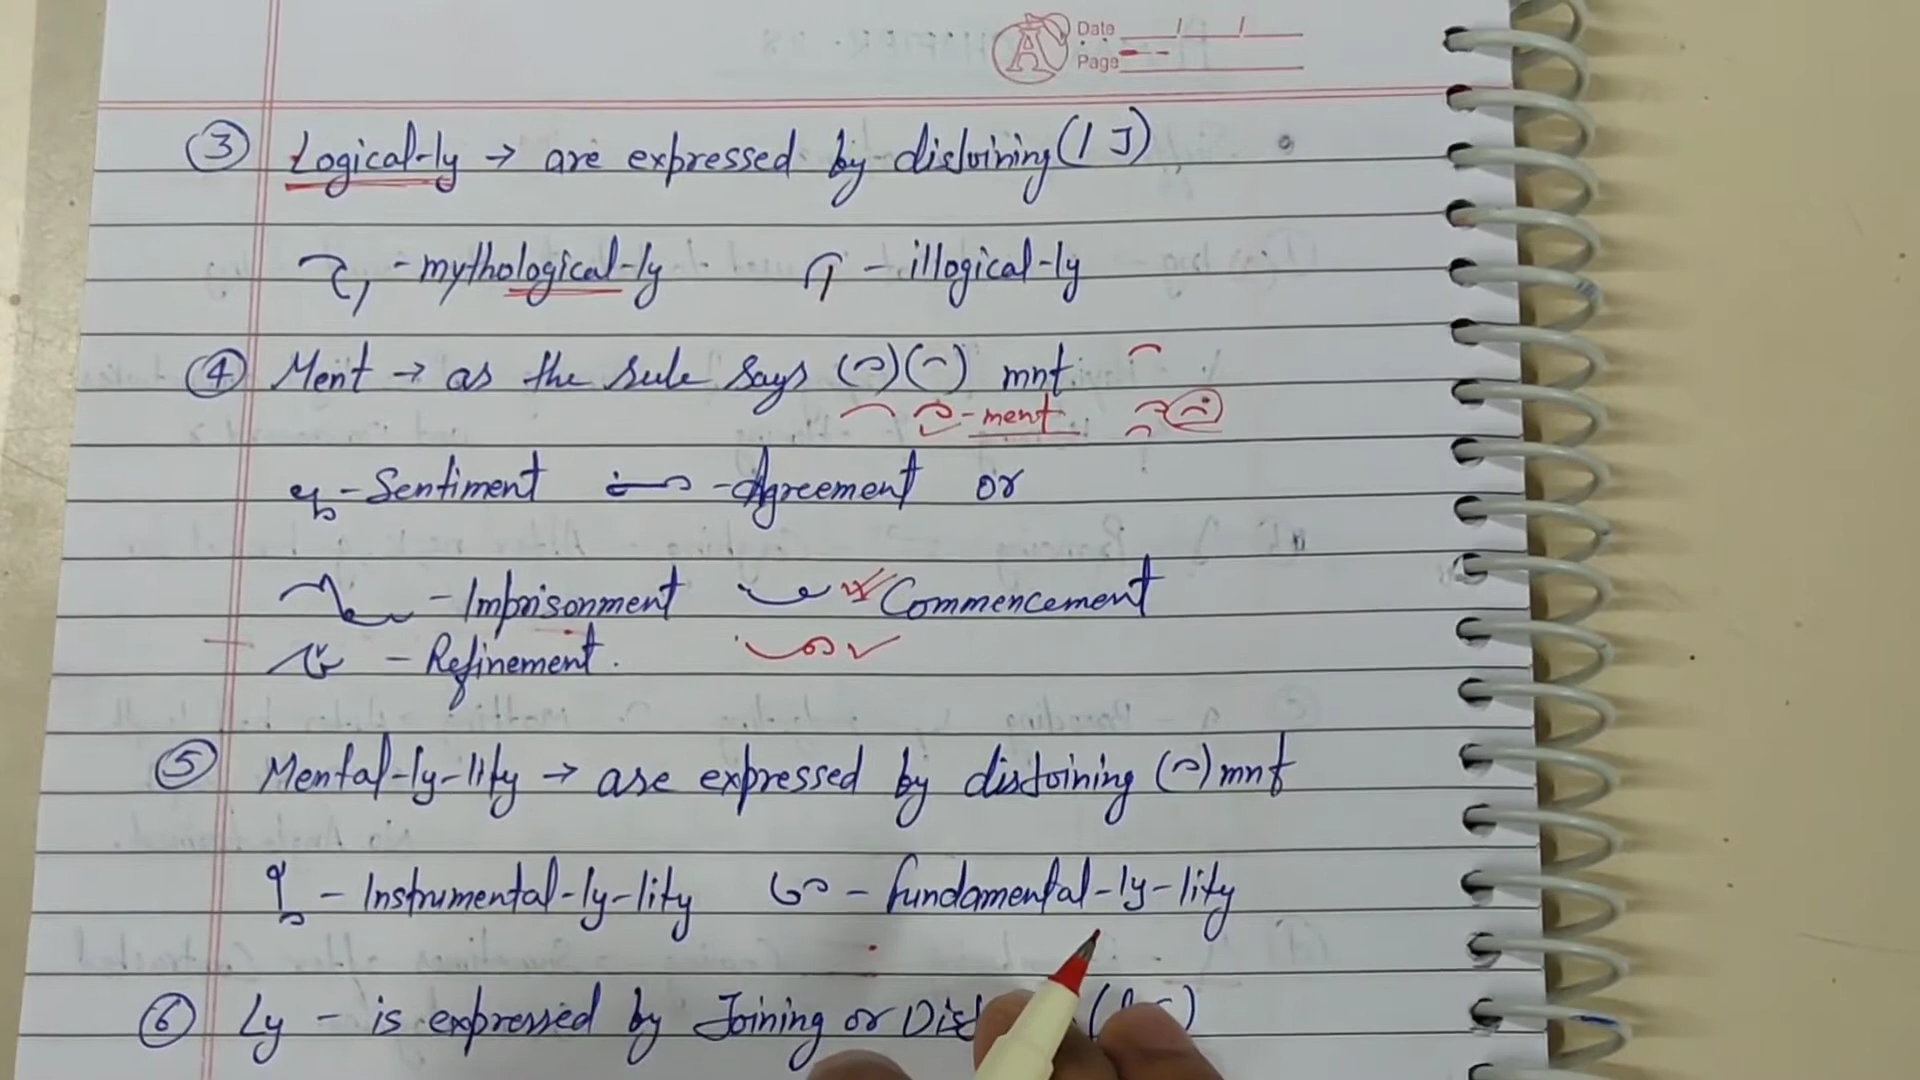 Date
Page
③ Logical-ly → are expressed by disjoining (/ J)
- mythological-ly - illogical-ly
④ Ment → as the rule says ( ) ( ) mnt
- ment
- Sentiment - Agreement or
- Imprisonment Commencement
- Refinement.
⑤ Mental-ly-lity → are expressed by disjoining ( ) mnt
- Instrumental-ly-lity - fundamental-ly-lity
⑥ Ly - is expressed by Joining or